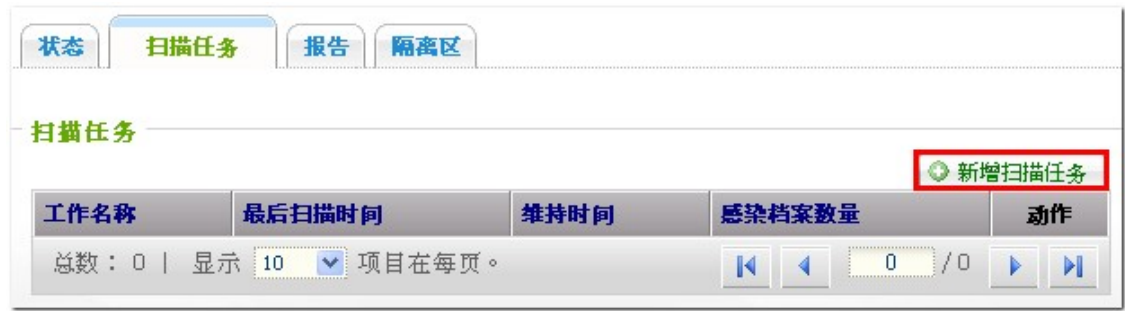 状态 扫描任务 报告 隔离区
扫描任务
新增扫描任务
工作名称 最后扫描时间 维持时间 感染档案数量 动作
总数：0 | 显示 10 项目在每页。 0 /0